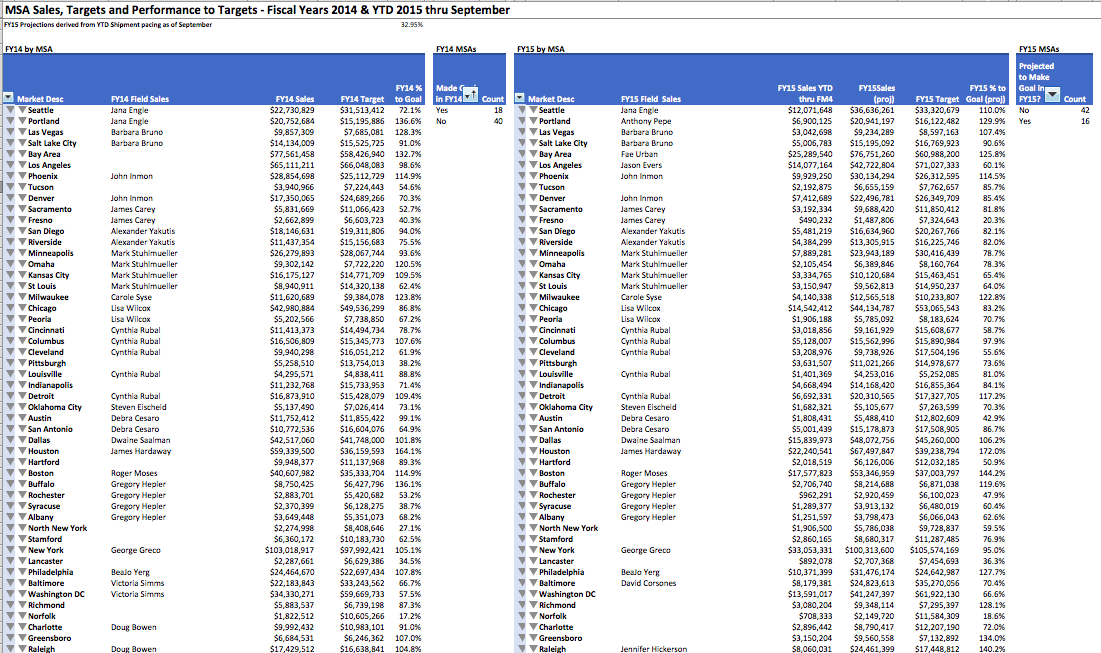 MSA Sales, Targets and Performance to Targets - Fiscal Years 2014 & YTD 2015 thru September
FY15 Projections derived from YTD Shipment pacing as of September 32.95%
FY14 by MSA FY14 MSAs FY15 by MSA FY15 MSAs
Market Desc FY14 Field Sales FY14 Sales FY14 Target FY14 % to Goal Made in FY14 Count Market Desc FY15 Field Sales FY15 Sales YTD thru FM4 FY15Sales (proj) FY15 Target FY15 % to Goal (proj) Projected to Make Goal in FY15? Count
Seattle Jana Engle $22,730,829 $31,513,412 72.1% Yes 18 Seattle Jana Engle $12,071,648 $36,636,261 $33,320,679 110.0% No 42
Portland Jana Engle $20,752,684 $15,195,886 136.6% No 40 Portland Anthony Pepe $6,900,125 $20,941,197 $16,122,482 129.9% Yes 16
Las Vegas Barbara Bruno $9,857,309 $7,685,081 128.3% Las Vegas Barbara Bruno $3,042,698 $9,234,289 $8,597,163 107.4%
Salt Lake City Barbara Bruno $14,134,009 $15,525,725 91.0% Salt Lake City Barbara Bruno $5,006,783 $15,195,092 $16,769,923 90.6%
Bay Area $77,561,458 $58,426,940 132.7% Bay Area Fae Urban $25,289,540 $76,751,260 $60,988,200 125.8%
Los Angeles $65,111,211 $66,048,083 98.6% Los Angeles Jason Evers $14,077,164 $42,722,804 $71,027,333 60.1%
Phoenix John Inmon $28,854,698 $25,112,729 114.9% Phoenix John Inmon $9,929,250 $30,134,294 $26,312,595 114.5%
Tucson $3,940,966 $7,224,443 54.6% Tucson $2,192,875 $6,655,159 $7,762,657 85.7%
Denver John Inmon $17,350,065 $24,689,266 70.3% Denver John Inmon $7,412,689 $22,496,781 $26,349,709 85.4%
Sacramento James Carey $5,831,669 $11,066,423 52.7% Sacramento James Carey $3,192,334 $9,688,420 $11,850,412 81.8%
Fresno James Carey $2,662,899 $6,603,723 40.3% Fresno James Carey $490,232 $1,487,806 $7,324,643 20.3%
San Diego Alexander Yakutis $18,146,631 $19,311,806 94.0% San Diego Alexander Yakutis $5,481,219 $16,634,960 $20,267,766 82.1%
Riverside Alexander Yakutis $11,437,354 $15,156,683 75.5% Riverside Alexander Yakutis $4,384,299 $13,305,915 $16,225,746 82.0%
Minneapolis Mark Stuhlmueller $26,279,893 $28,067,744 93.6% Minneapolis Mark Stuhlmueller $7,889,281 $23,943,189 $30,416,439 78.7%
Omaha Mark Stuhlmueller $9,302,142 $7,722,220 120.5% Omaha Mark Stuhlmueller $2,105,454 $6,389,846 $8,160,764 78.3%
Kansas City Mark Stuhlmueller $16,175,127 $14,771,709 109.5% Kansas City Mark Stuhlmueller $3,334,765 $10,120,684 $15,463,451 65.4%
St Louis Mark Stuhlmueller $8,940,911 $14,320,138 62.4% St Louis Mark Stuhlmueller $3,150,947 $9,562,813 $14,950,237 64.0%
Milwaukee Carole Syse $11,620,689 $9,384,078 123.8% Milwaukee Carole Syse $4,140,338 $12,565,518 $10,233,807 122.8%
Chicago Lisa Wilcox $42,980,884 $49,536,299 86.8% Chicago Lisa Wilcox $14,542,412 $44,134,787 $53,065,543 83.2%
Peoria Lisa Wilcox $5,202,566 $7,738,850 67.2% Peoria Lisa Wilcox $1,906,188 $5,785,092 $8,183,624 70.7%
Cincinnati Cynthia Rubal $11,413,373 $14,494,734 78.7% Cincinnati Cynthia Rubal $3,018,856 $9,161,929 $15,608,677 58.7%
Columbus Cynthia Rubal $16,506,809 $15,345,773 107.6% Columbus Cynthia Rubal $5,128,007 $15,562,996 $15,890,984 97.9%
Cleveland Cynthia Rubal $9,940,298 $16,051,212 61.9% Cleveland Cynthia Rubal $3,208,976 $9,738,926 $17,504,196 55.6%
Pittsburgh $5,258,510 $13,754,013 38.2% Pittsburgh $3,631,507 $11,021,266 $14,978,677 73.6%
Louisville Cynthia Rubal $4,295,571 $4,838,411 88.8% Louisville Cynthia Rubal $1,401,369 $4,253,016 $5,252,085 81.0%
Indianapolis $11,232,768 $15,733,953 71.4% Indianapolis $4,668,494 $14,168,420 $16,855,364 84.1%
Detroit Cynthia Rubal $16,873,910 $15,428,079 109.4% Detroit Cynthia Rubal $6,692,331 $20,310,565 $17,327,705 117.2%
Oklahoma City Steven Eischeid $5,137,490 $7,026,414 73.1% Oklahoma City Steven Eischeid $1,682,321 $5,105,677 $7,263,599 70.3%
Austin Debra Cesaro $11,752,412 $11,855,422 99.1% Austin Debra Cesaro $1,808,431 $5,488,410 $12,802,609 42.9%
San Antonio Debra Cesaro $10,772,536 $16,604,076 64.9% San Antonio Debra Cesaro $5,001,439 $15,178,873 $17,508,905 86.7%
Dallas Dwaine Saalman $42,517,060 $41,748,000 101.8% Dallas Dwaine Saalman $15,839,973 $48,072,756 $45,260,000 106.2%
Houston James Hardaway $59,339,500 $36,159,593 164.1% Houston James Hardaway $22,240,541 $67,497,847 $39,238,794 172.0%
Hartford $9,948,377 $11,137,968 89.3% Hartford $2,018,519 $6,126,006 $12,032,185 50.9%
Boston Roger Moses $40,607,982 $35,333,704 114.9% Boston Roger Moses $17,577,823 $53,346,959 $37,003,797 144.2%
Buffalo Gregory Hepler $8,750,425 $6,427,796 136.1% Buffalo Gregory Hepler $2,706,740 $8,214,688 $6,871,038 119.6%
Rochester Gregory Hepler $2,883,701 $5,420,682 53.2% Rochester Gregory Hepler $962,291 $2,920,459 $6,100,023 47.9%
Syracuse Gregory Hepler $2,370,399 $6,128,275 38.7% Syracuse Gregory Hepler $1,289,377 $3,913,132 $6,480,019 60.4%
Albany Gregory Hepler $3,649,448 $5,351,073 68.2% Albany Gregory Hepler $1,251,597 $3,798,473 $6,066,043 62.6%
North New York $2,274,998 $8,408,646 27.1% North New York $1,906,500 $5,786,038 $9,727,837 59.5%
Stamford $6,360,172 $10,183,730 62.5% Stamford $2,860,165 $8,680,317 $11,287,485 76.9%
New York George Greco $103,018,917 $97,992,421 105.1% New York George Greco $33,053,331 $100,313,600 $105,574,169 95.0%
Lancaster $2,287,661 $6,629,386 34.5% Lancaster $892,078 $2,707,368 $7,454,693 36.3%
Philadelphia BeaJo Yerg $24,464,670 $22,697,434 107.8% Philadelphia BeaJo Yerg $10,371,399 $31,476,174 $24,642,987 127.7%
Baltimore Victoria Simms $22,183,843 $33,243,562 66.7% Baltimore David Corsones $8,179,381 $24,823,613 $35,270,056 70.4%
Washington DC Victoria Simms $34,330,271 $59,669,733 57.5% Washington DC $13,591,017 $41,247,397 $61,922,130 66.6%
Richmond $5,883,537 $6,739,198 87.3% Richmond $3,080,204 $9,348,114 $7,295,397 128.1%
Norfolk $1,822,512 $10,605,266 17.2% Norfolk $708,333 $2,149,720 $11,584,309 18.6%
Charlotte Doug Bowen $9,992,432 $10,983,101 91.0% Charlotte $2,896,442 $8,790,417 $12,207,190 72.0%
Greensboro $6,684,531 $6,246,362 107.0% Greensboro $3,150,204 $9,560,558 $7,132,892 134.0%
Raleigh Doug Bowen $17,429,512 $16,638,841 104.8% Raleigh Jennifer Hickerson $8,060,031 $24,461,399 $17,448,812 140.2%